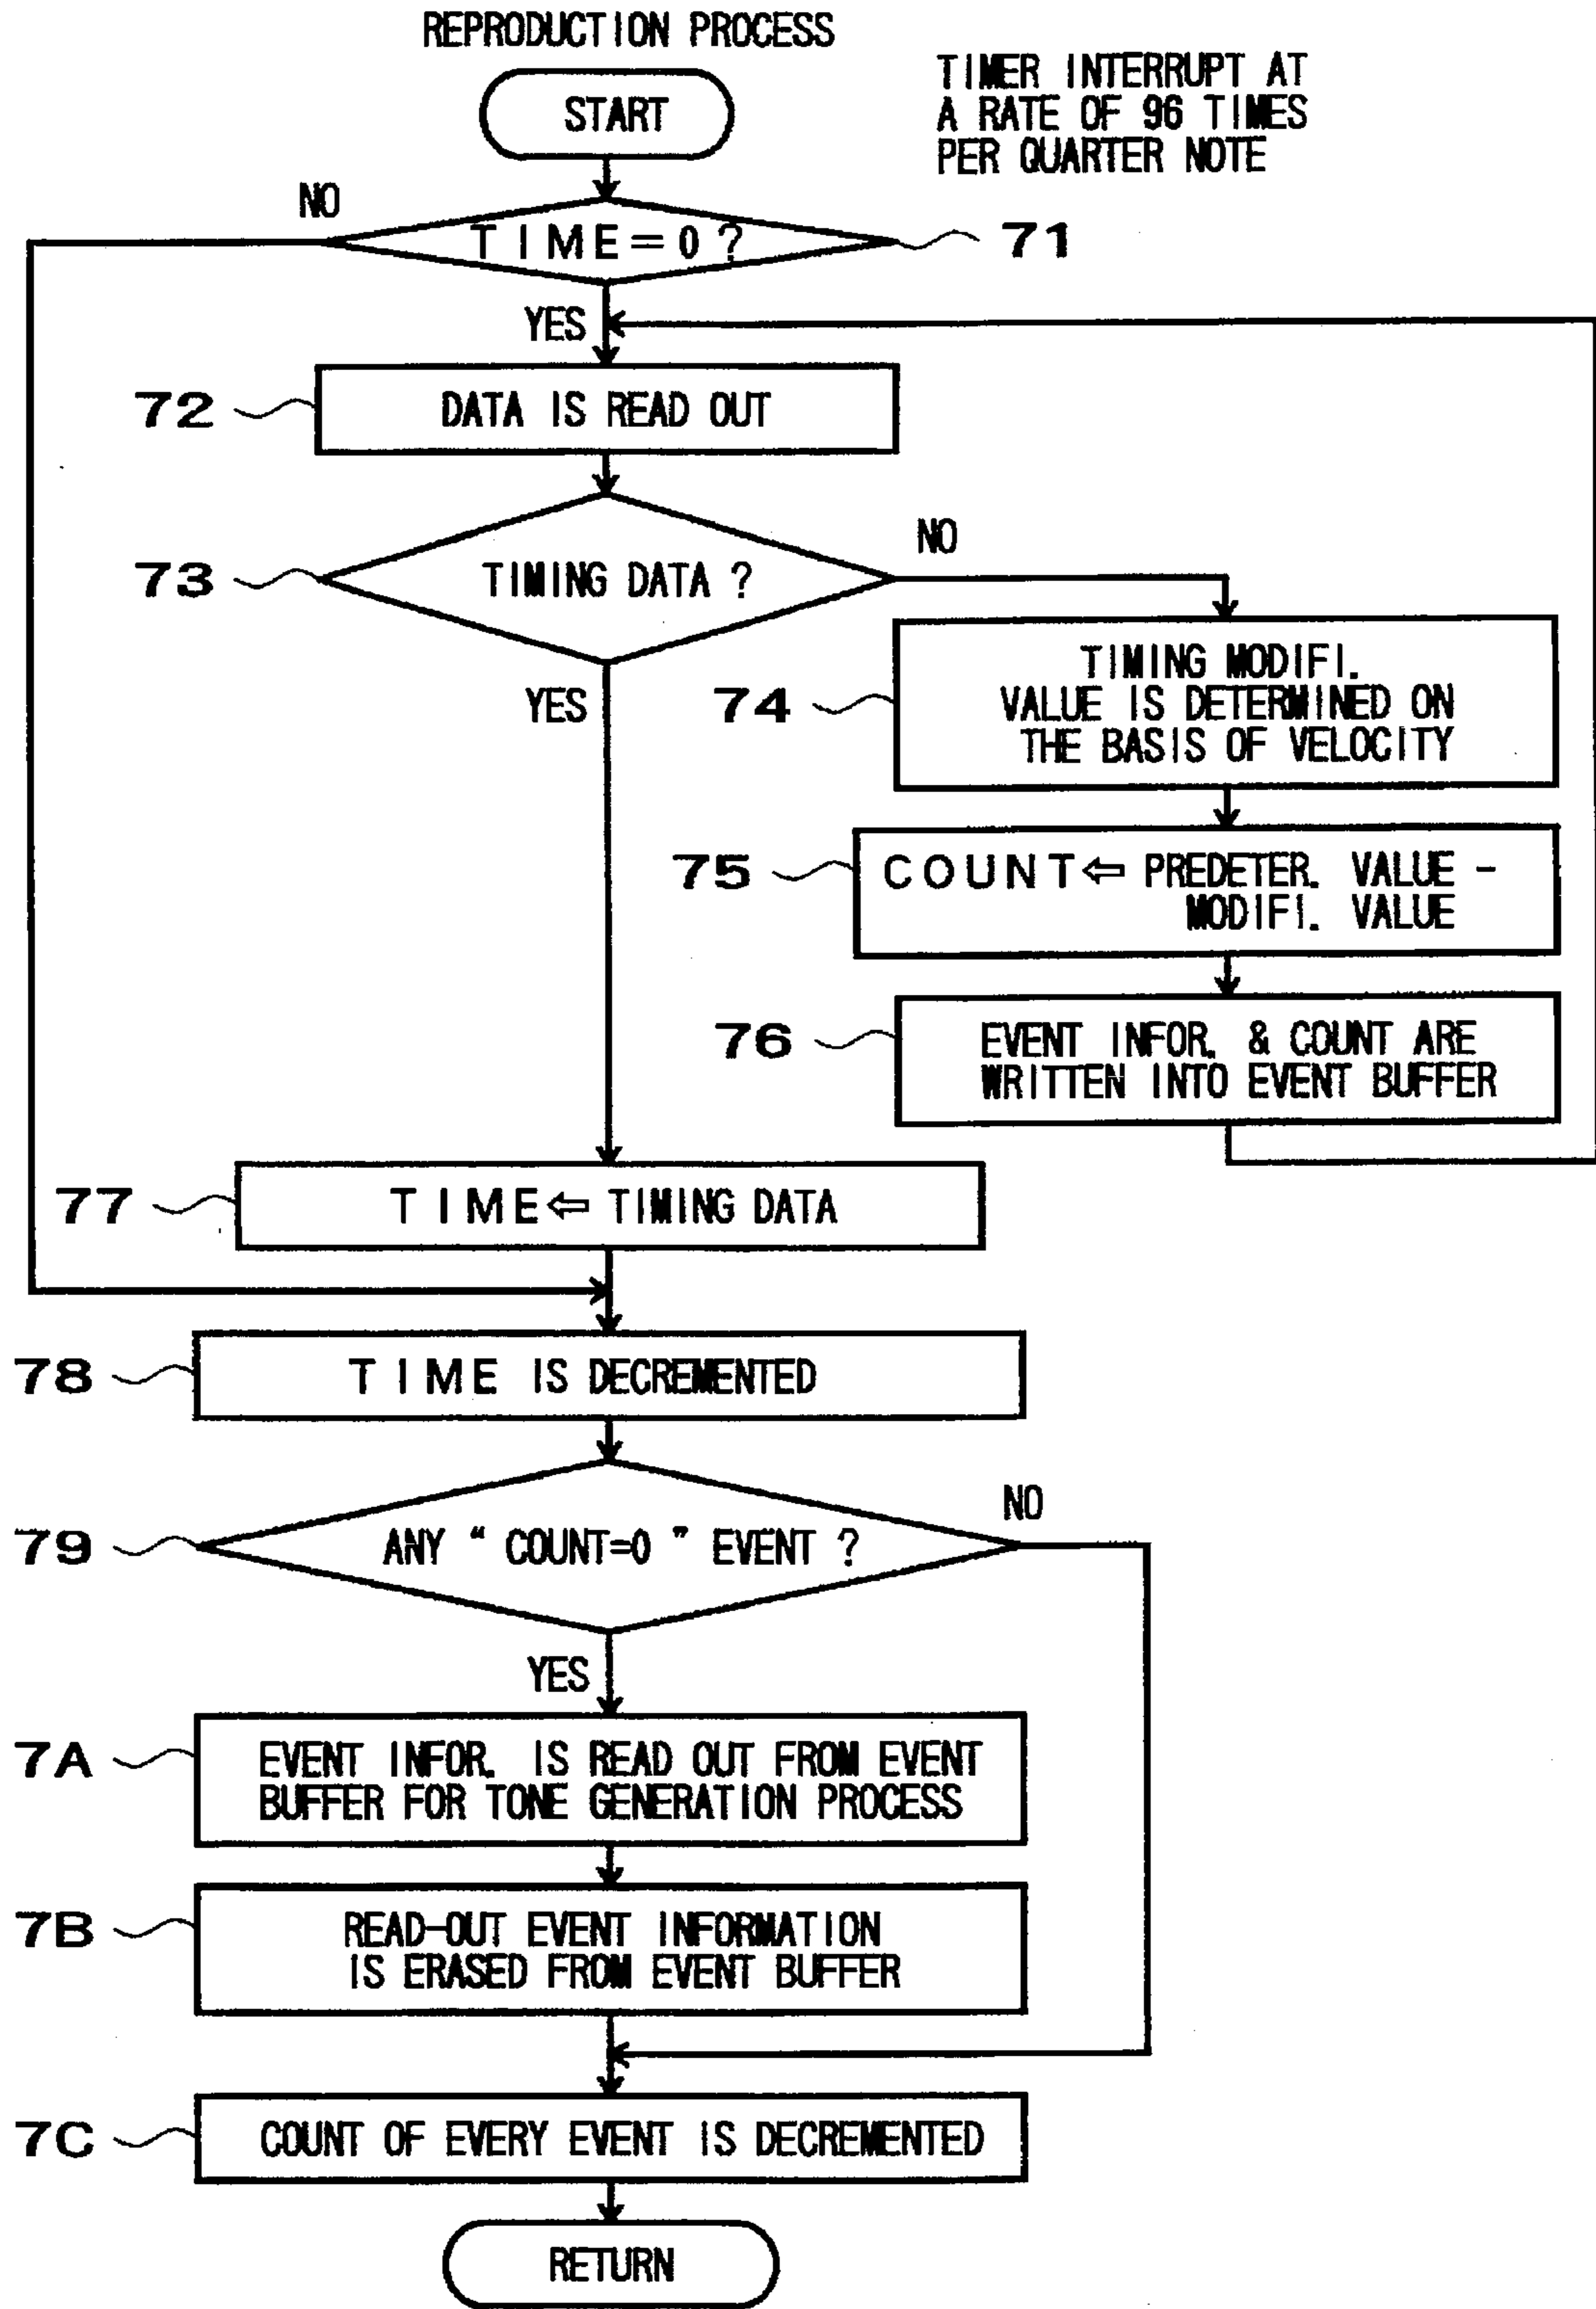 REPRODUCTION PROCESS
TIMER INTERRUPT AT
A RATE OF 96 TIMES
PER QUARTER NOTE
START
NO
TIME=0?
71
YES
72
DATA IS READ OUT
73
TIMING DATA ?
NO
YES
74
TIMING MODIFI.
VALUE IS DETERMINED ON
THE BASIS OF VELOCITY
75
COUNT⇦ PREDETER. VALUE -
MODIFI. VALUE
76
EVENT INFOR. & COUNT ARE
WRITTEN INTO EVENT BUFFER
77
TIME⇦ TIMING DATA
78
TIME IS DECREMENTED
79
ANY “ COUNT=0 ” EVENT ?
NO
YES
7A
EVENT INFOR. IS READ OUT FROM EVENT
BUFFER FOR TONE GENERATION PROCESS
7B
READ-OUT EVENT INFORMATION
IS ERASED FROM EVENT BUFFER
7C
COUNT OF EVERY EVENT IS DECREMENTED
RETURN